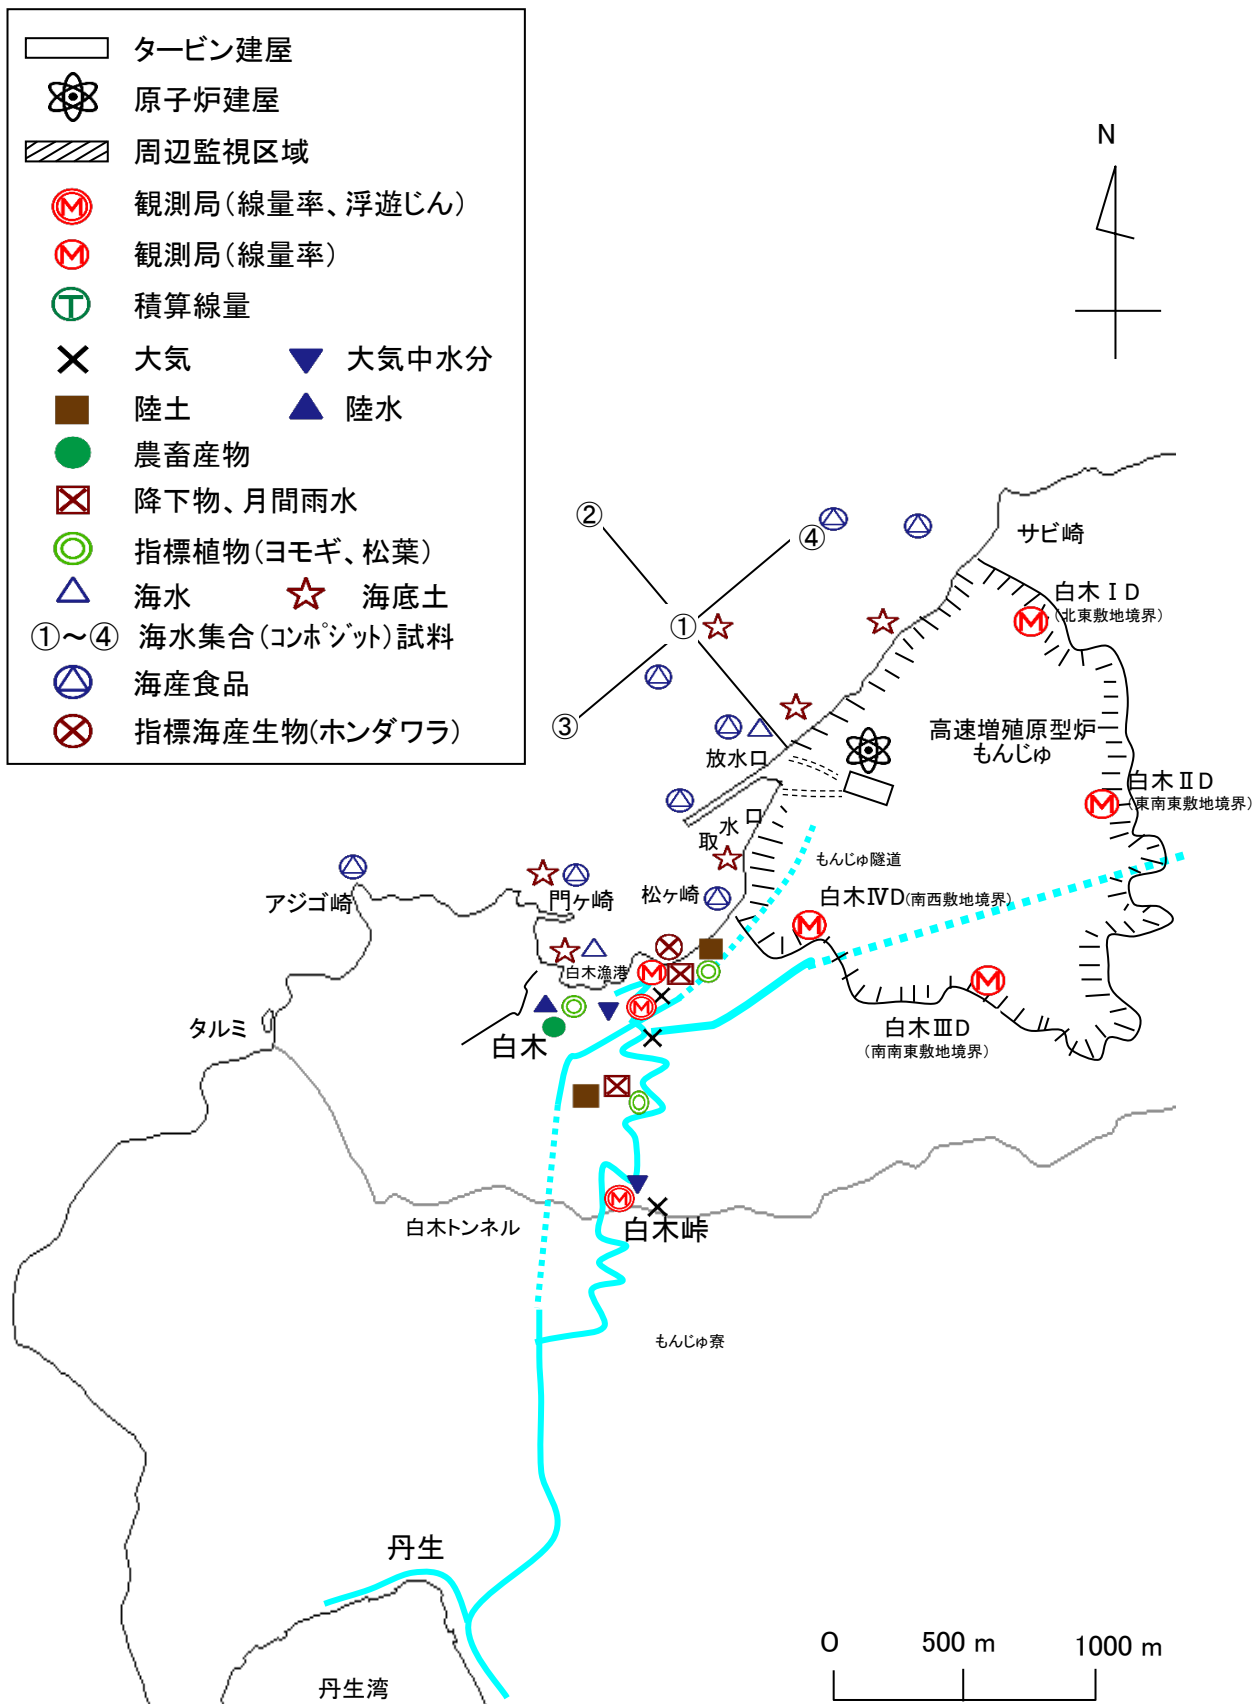 タービン建屋
原子炉建屋
周辺監視区域
M 観測局(線量率、浮遊じん)
M 観測局(線量率)
T 積算線量
大気 大気中水分
陸土 陸水
農畜産物
降下物、月間雨水
指標植物(ヨモギ、松葉)
海水 海底土
①～④ 海水集合(コンポジット)試料
海産食品
指標海産生物(ホンダワラ)
N
②
④
サビ崎
白木ⅠD
(北東敷地境界)
M
①
③
高速増殖原型炉
もんじゅ
放水口
白木ⅡD
(東南東敷地境界)
M
取水口
もんじゅ隧道
アジゴ崎
門ヶ崎
松ヶ崎
白木ⅣD(南西敷地境界)
M
白木漁港
M
M
M
白木ⅢD
(南南東敷地境界)
タルミ
白木
M
白木トンネル
白木峠
もんじゅ寮
丹生
丹生湾
0 500 m 1000 m